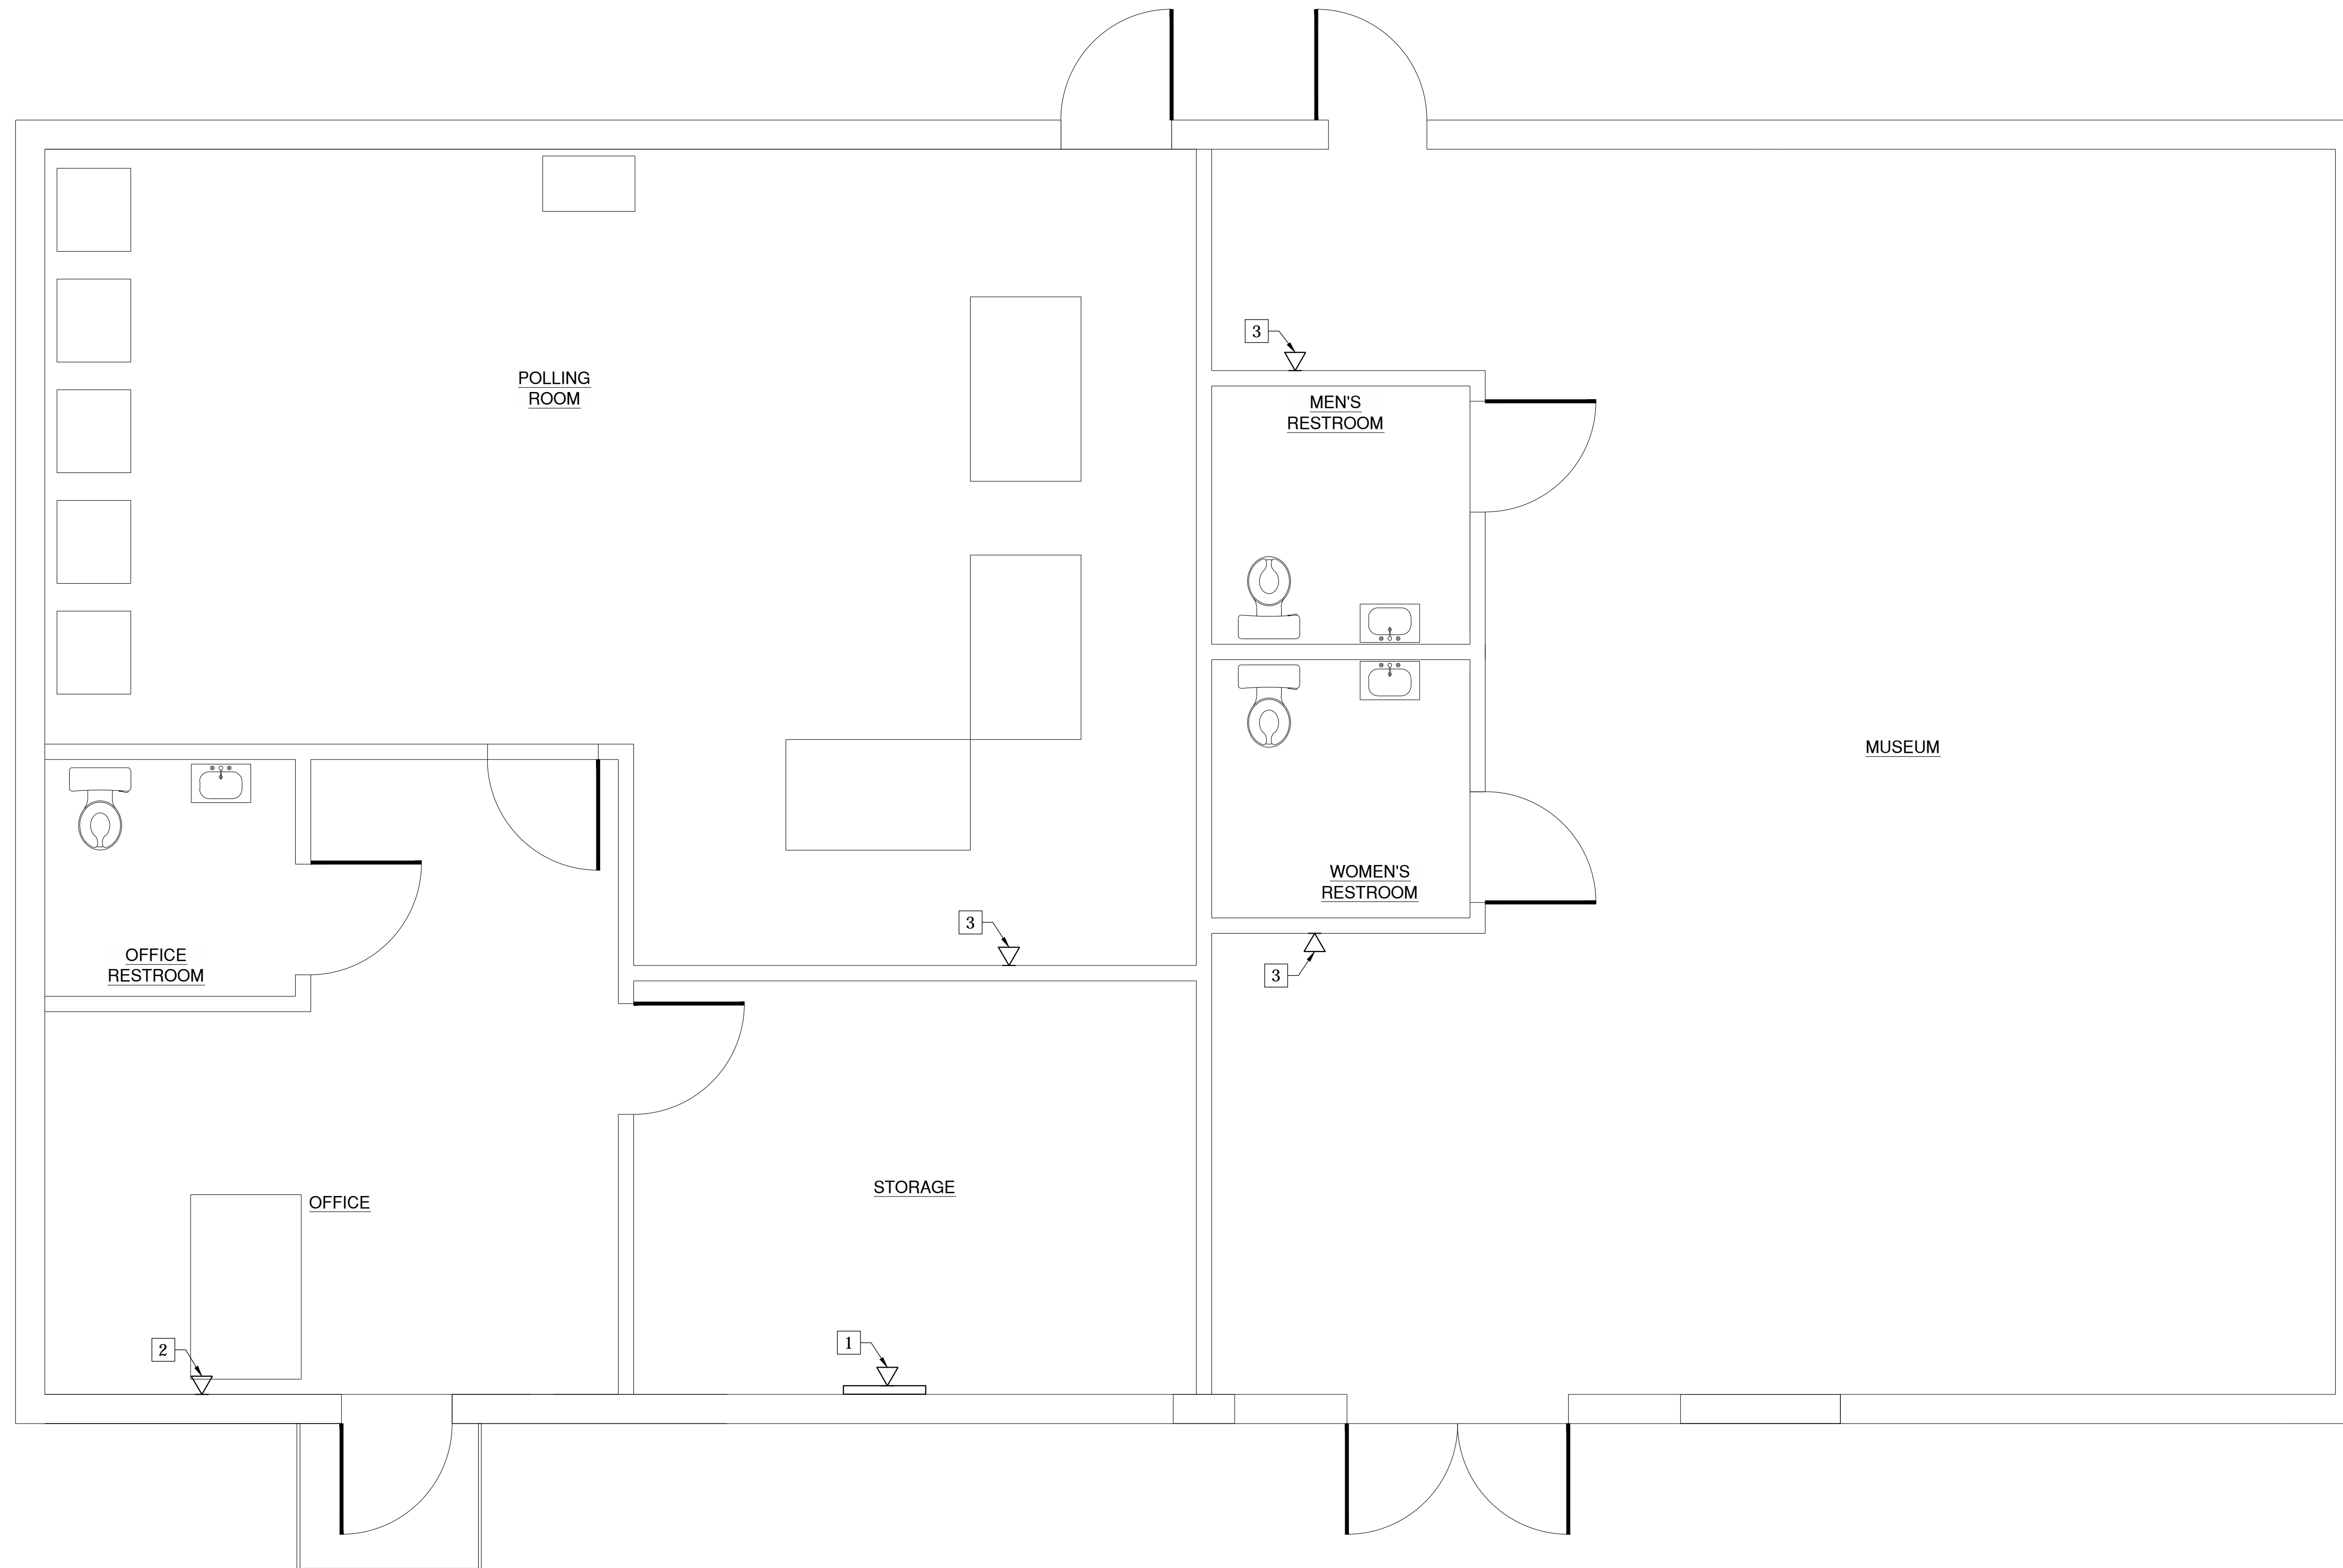 3
POLLING
ROOM
MEN'S
RESTROOM
MUSEUM
WOMEN'S
RESTROOM
3
OFFICE
RESTROOM
3
STORAGE
OFFICE
1
2